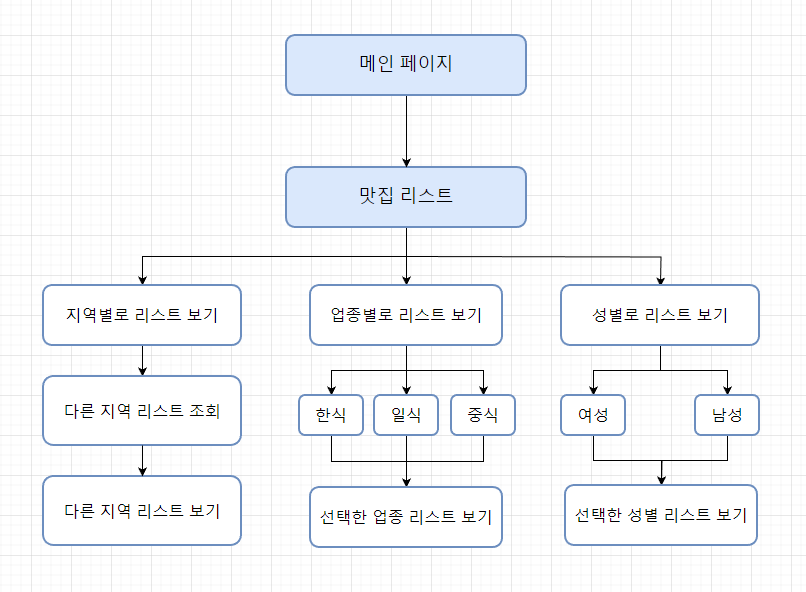 메인 페이지
맛집 리스트
지역별로 리스트 보기
업종별로 리스트 보기
성별로 리스트 보기
다른 지역 리스트 조회
한식
일식
중식
여성
남성
다른 지역 리스트 보기
선택한 업종 리스트 보기
선택한 성별 리스트 보기